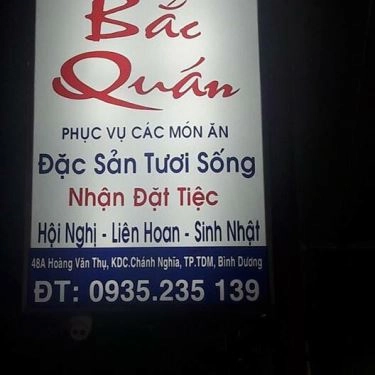 Bắc
Quán
PHỤC VỤ CÁC MÓN ĂN
Đặc Sản Tươi Sống
Nhận Đặt Tiệc
Hội Nghị - Liên Hoan - Sinh Nhật
48A Hoàng Văn Thụ, KDC.Chánh Nghĩa, TP.TDM, Bình Dương
ĐT: 0935.235 139